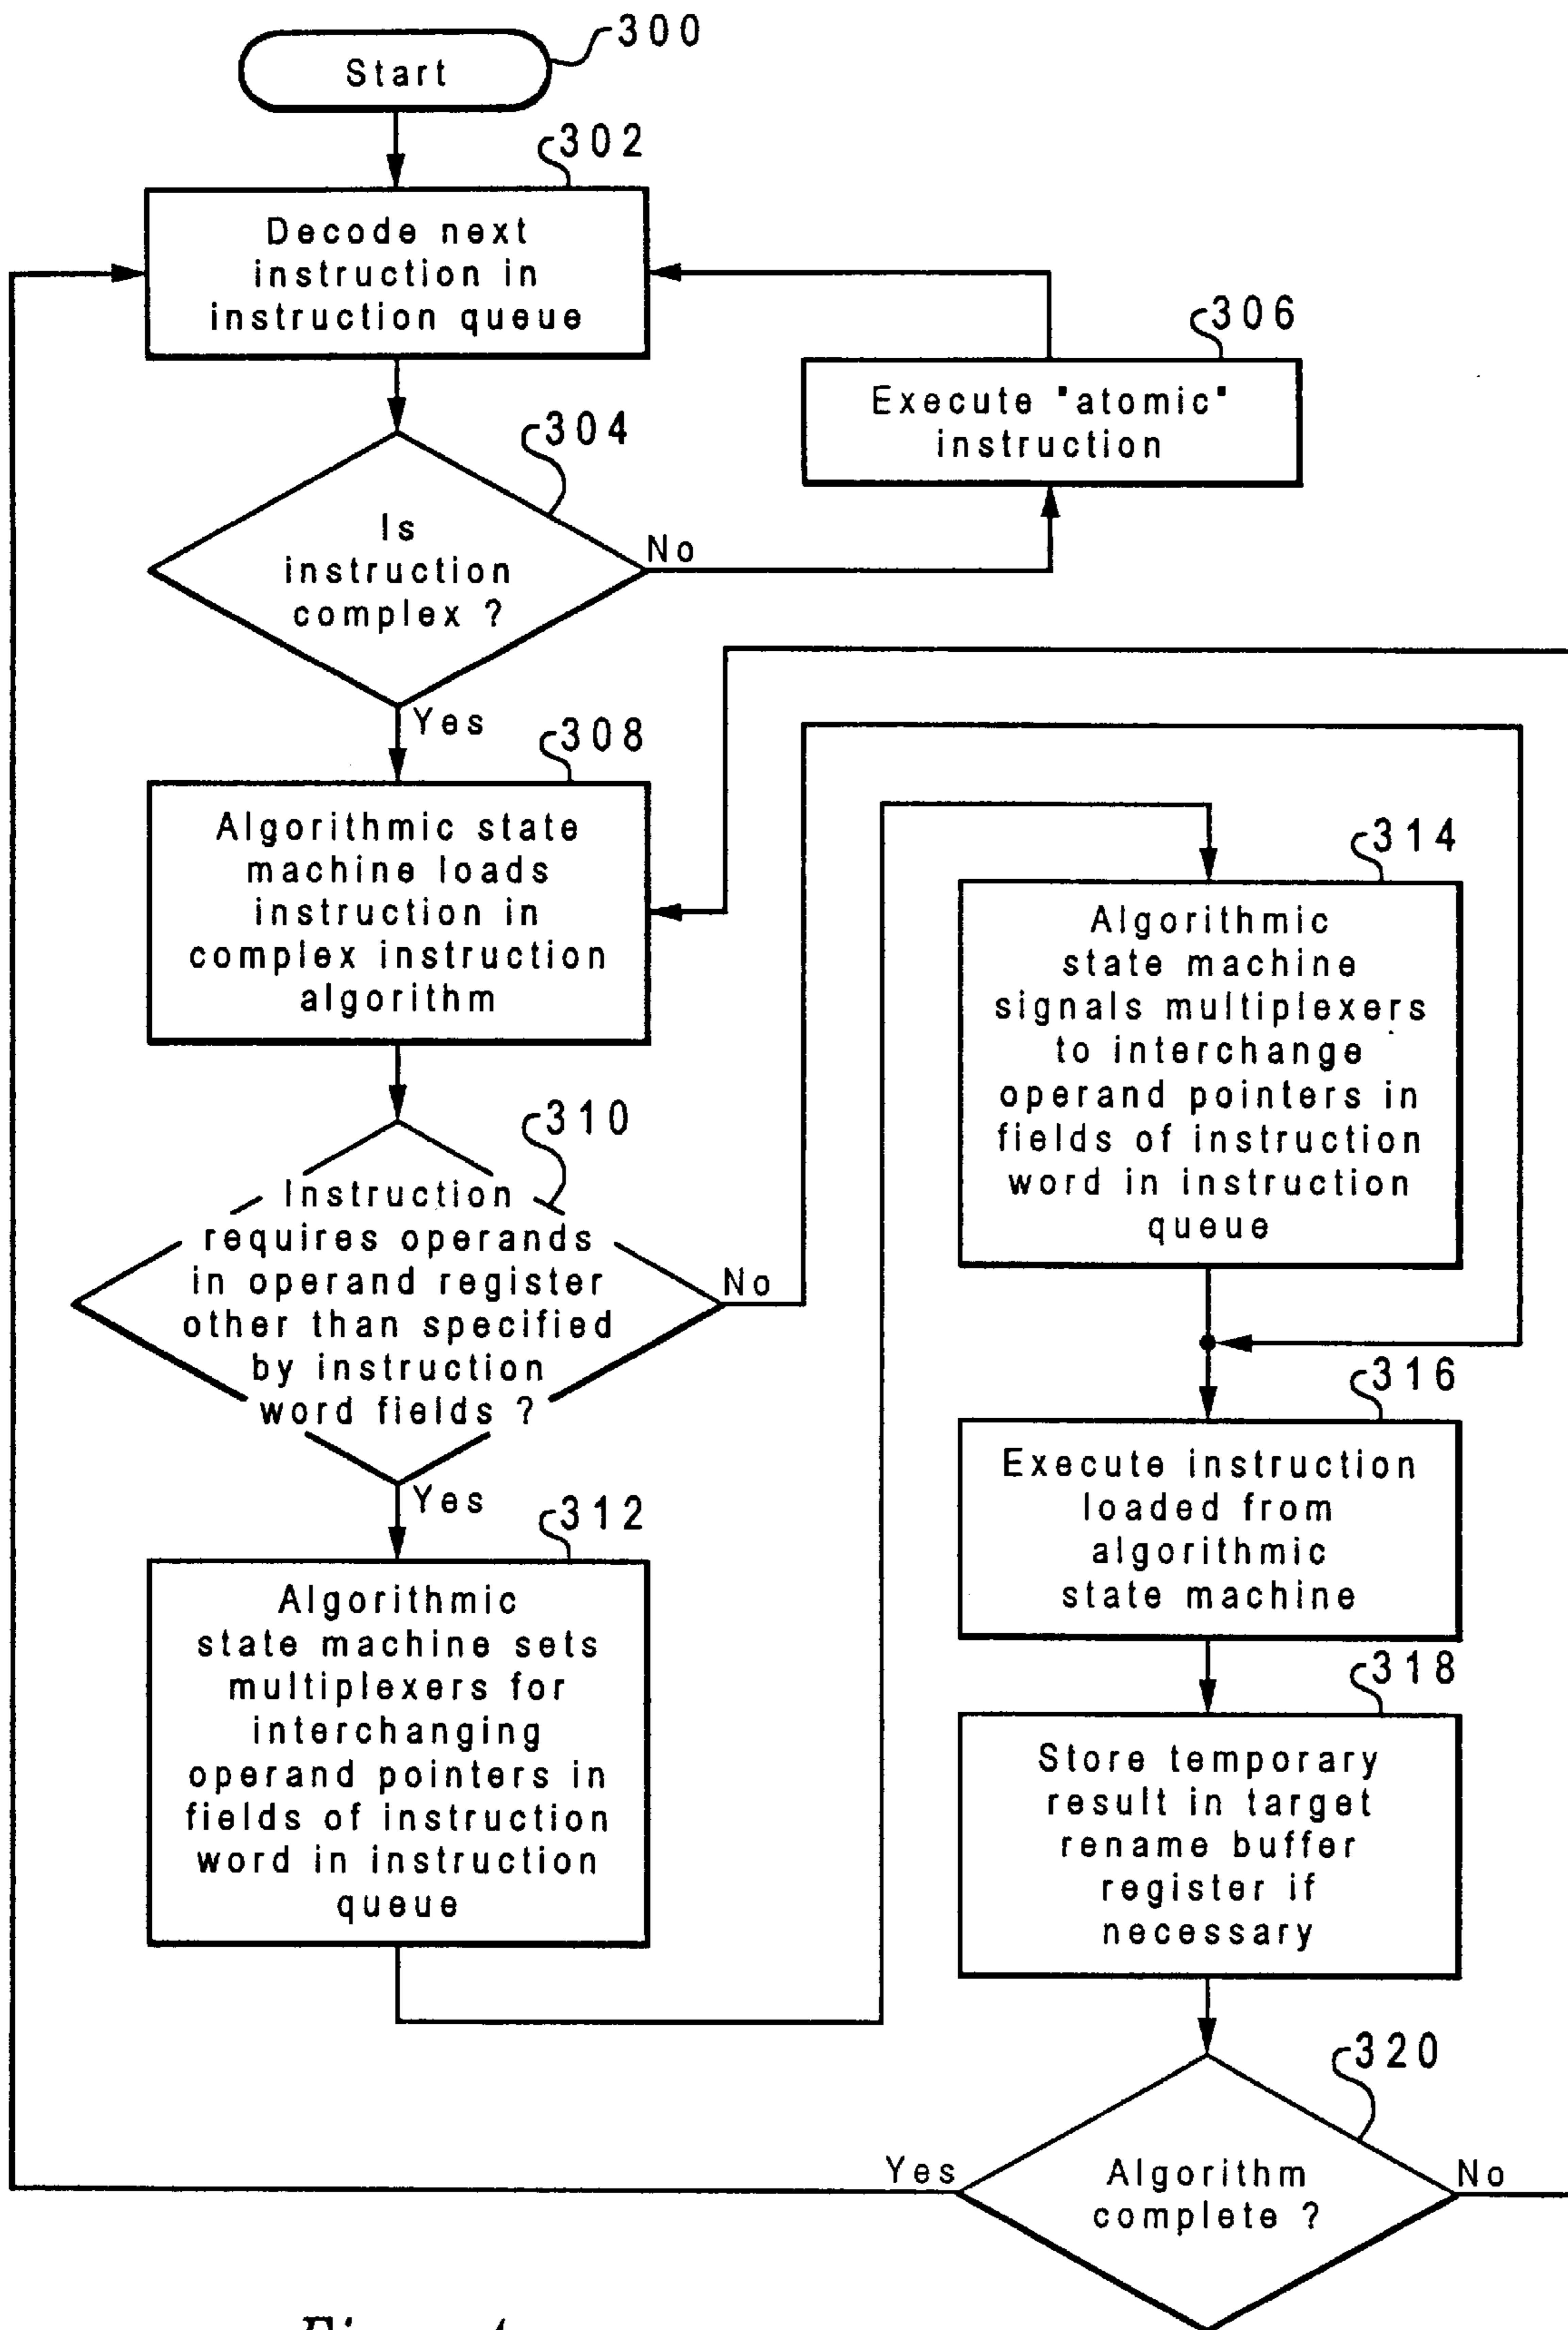 Start
300
302
Decode next
instruction in
instruction queue
306
Execute "atomic"
instruction
304
Is
instruction
complex ?
No
Yes
308
Algorithmic state
machine loads
instruction in
complex instruction
algorithm
310
Instruction
requires operands
in operand register
other than specified
by instruction
word fields ?
No
Yes
312
Algorithmic
state machine sets
multiplexers for
interchanging
operand pointers in
fields of instruction
word in instruction
queue
314
Algorithmic
state machine
signals multiplexers
to interchange
operand pointers in
fields of instruction
word in instruction
queue
316
Execute instruction
loaded from
algorithmic
state machine
318
Store temporary
result in target
rename buffer
register if
necessary
320
Algorithm
complete ?
Yes
No